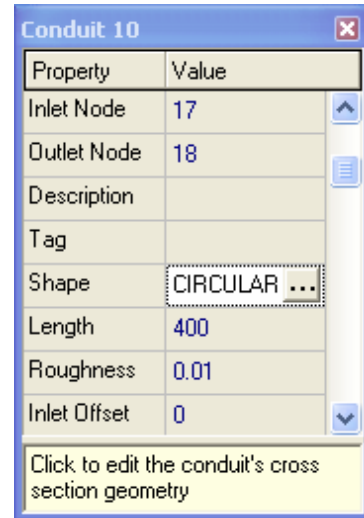 Conduit 10
Property Value
Inlet Node 17
Outlet Node 18
Description
Tag
Shape CIRCULAR ...
Length 400
Roughness 0.01
Inlet Offset 0
Click to edit the conduit's cross
section geometry